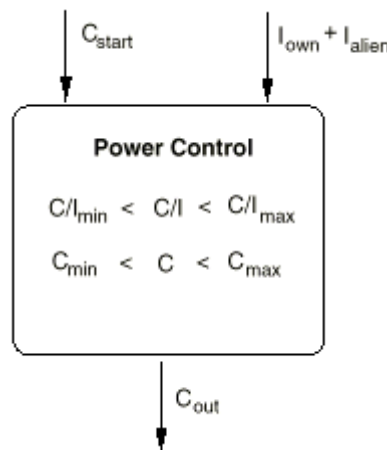 C_start
I_own + I_alien
Power Control
C/I_min < C/I < C/I_max
C_min < C < C_max
C_out